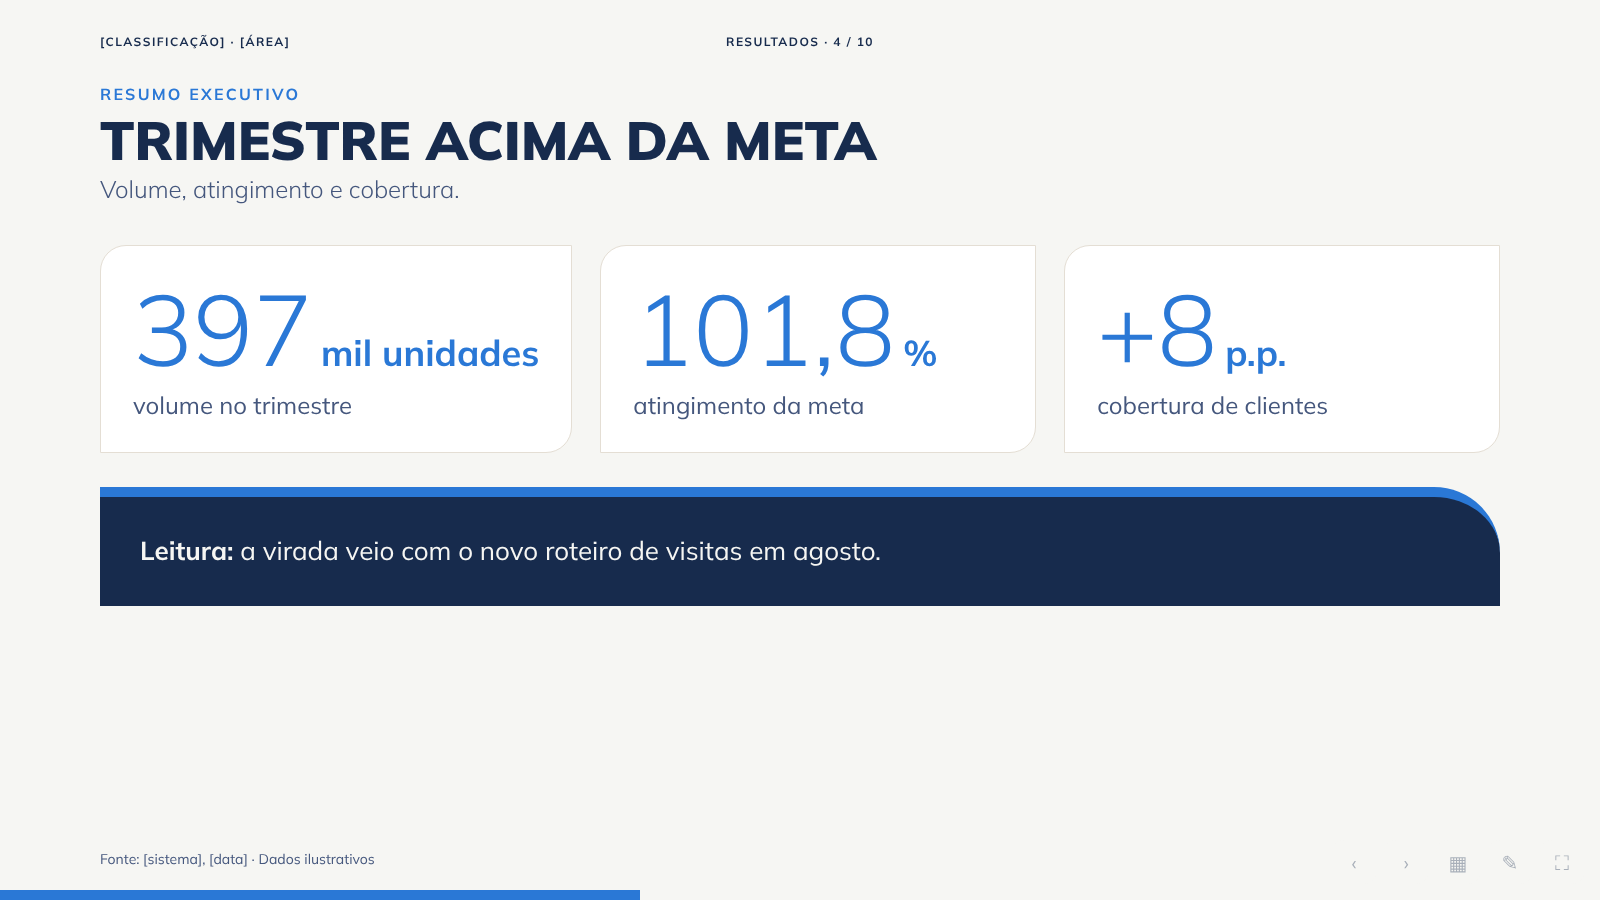 [CLASSIFICAÇÃO] · [ÁREA]
RESULTADOS · 4 / 10
RESUMO EXECUTIVO
TRIMESTRE ACIMA DA META
Volume, atingimento e cobertura.
397 mil unidades
volume no trimestre
101,8 %
atingimento da meta
+8 p.p.
cobertura de clientes
Leitura: a virada veio com o novo roteiro de visitas em agosto.
Fonte: [sistema], [data] · Dados ilustrativos